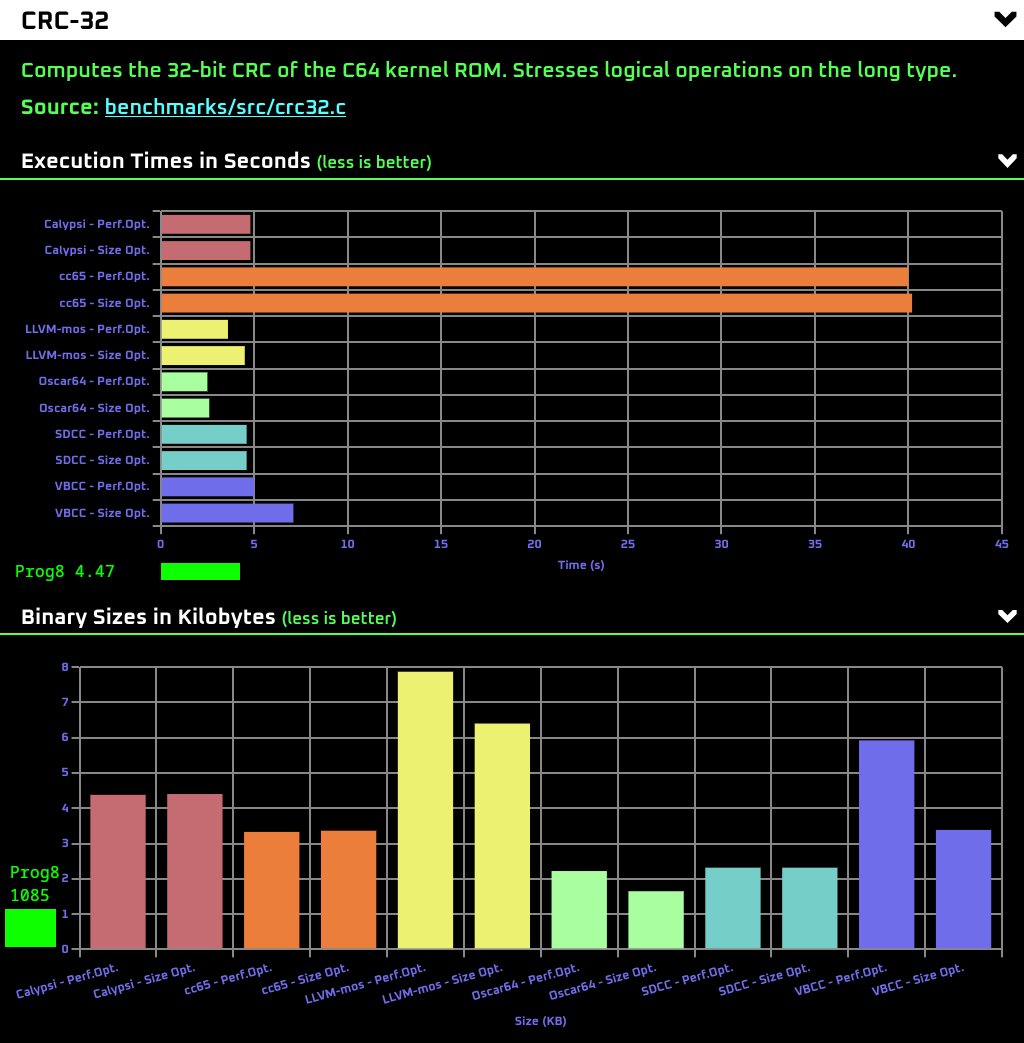 CRC-32
Computes the 32-bit CRC of the C64 kernel ROM. Stresses logical operations on the long type.
Source: benchmarks/src/crc32.c
Execution Times in Seconds (less is better)
Calypsi - Perf.Opt.
Calypsi - Size Opt.
cc65 - Perf.Opt.
cc65 - Size Opt.
LLVM-mos - Perf.Opt.
LLVM-mos - Size Opt.
Oscar64 - Perf.Opt.
Oscar64 - Size Opt.
SDCC - Perf.Opt.
SDCC - Size Opt.
VBCC - Perf.Opt.
VBCC - Size Opt.
0 5 10 15 20 25 30 35 40 45
Time (s)
Prog8 4.47
Binary Sizes in Kilobytes (less is better)
8
7
6
5
4
3
2
1
0
Prog8
1085
Calypsi - Perf.Opt. Calypsi - Size Opt. cc65 - Perf.Opt. cc65 - Size Opt. LLVM-mos - Perf.Opt. LLVM-mos - Size Opt. Oscar64 - Perf.Opt. Oscar64 - Size Opt. SDCC - Perf.Opt. SDCC - Size Opt. VBCC - Perf.Opt. VBCC - Size Opt.
Size (KB)